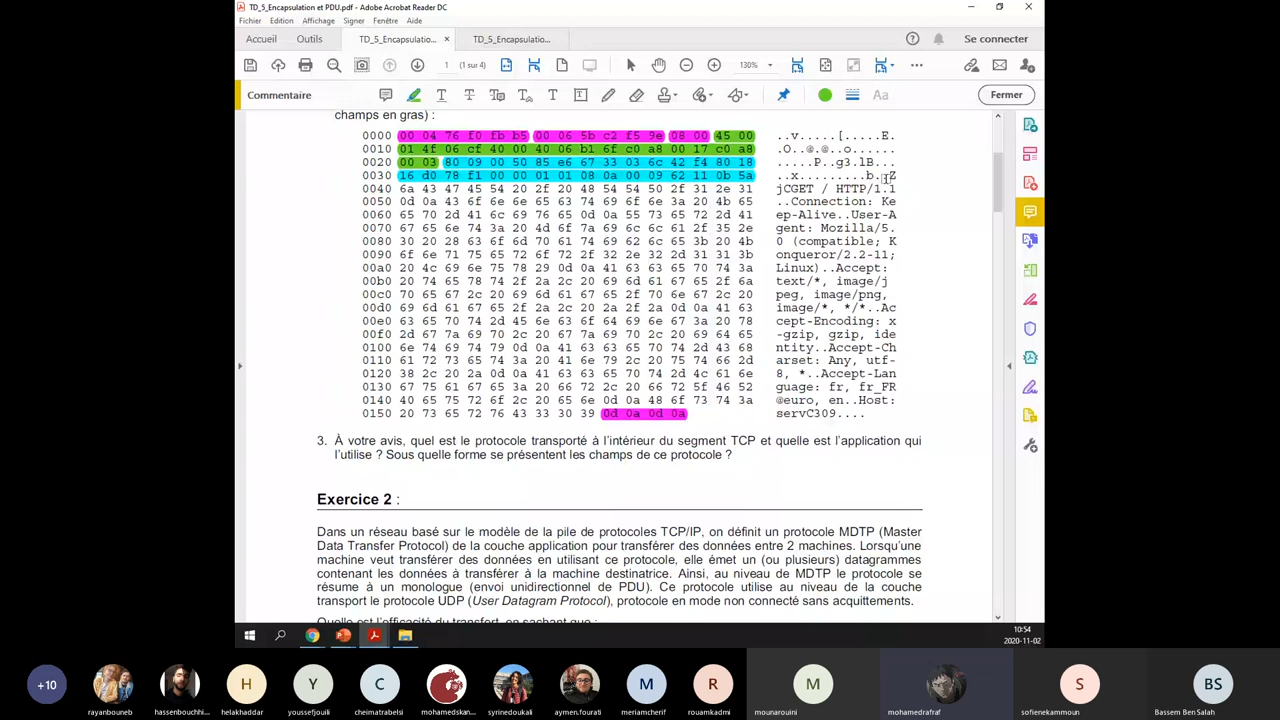 TD_5_Encapsulation et PDU.pdf - Adobe Acrobat Reader DC
Fichier Edition Affichage Signer Fenêtre Aide
Accueil Outils TD_5_Encapsulatio... × TD_5_Encapsulatio... Se connecter
1 (1 sur 4) 130%
Commentaire Fermer
champs en gras) :
0000 00 04 76 f0 fb b5 00 06 5b c2 f5 9e 08 00 45 00 ..v.....[.....E.
0010 01 4f 06 cf 40 00 40 06 b1 6f c0 a8 00 17 c0 a8 .O..@.@..o......
0020 00 03 80 09 00 50 85 e6 67 33 03 6c 42 f4 80 18 .....P..g3.lB...
0030 16 d0 78 f1 00 00 01 01 08 0a 00 09 62 11 0b 5a ..x.........b..Z
0040 6a 43 47 45 54 20 2f 20 48 54 54 50 2f 31 2e 31 jCGET / HTTP/1.1
0050 0d 0a 43 6f 6e 6e 65 63 74 69 6f 6e 3a 20 4b 65 ..Connection: Ke
0060 65 70 2d 41 6c 69 76 65 0d 0a 55 73 65 72 2d 41 ep-Alive..User-A
0070 67 65 6e 74 3a 20 4d 6f 7a 69 6c 6c 61 2f 35 2e gent: Mozilla/5.
0080 30 20 28 63 6f 6d 70 61 74 69 62 6c 65 3b 20 4b 0 (compatible; K
0090 6f 6e 71 75 65 72 6f 72 2f 32 2e 32 2d 31 31 3b onqueror/2.2-11;
00a0 20 4c 69 6e 75 78 29 0d 0a 41 63 63 65 70 74 3a Linux)..Accept:
00b0 20 74 65 78 74 2f 2a 2c 20 69 6d 61 67 65 2f 6a text/*, image/j
00c0 70 65 67 2c 20 69 6d 61 67 65 2f 70 6e 67 2c 20 peg, image/png,
00d0 69 6d 61 67 65 2f 2a 2c 20 2a 2f 2a 0d 0a 41 63 image/*, */*..Ac
00e0 63 65 70 74 2d 45 6e 63 6f 64 69 6e 67 3a 20 78 cept-Encoding: x
00f0 2d 67 7a 69 70 2c 20 67 7a 69 70 2c 20 69 64 65 -gzip, gzip, ide
0100 6e 74 69 74 79 0d 0a 41 63 63 65 70 74 2d 43 68 ntity..Accept-Ch
0110 61 72 73 65 74 3a 20 41 6e 79 2c 20 75 74 66 2d arset: Any, utf-
0120 38 2c 20 2a 0d 0a 41 63 63 65 70 74 2d 4c 61 6e 8, *..Accept-Lan
0130 67 75 61 67 65 3a 20 66 72 2c 20 66 72 5f 46 52 guage: fr, fr_FR
0140 40 65 75 72 6f 2c 20 65 6e 0d 0a 48 6f 73 74 3a @euro, en..Host:
0150 20 73 65 72 76 43 33 30 39 0d 0a 0d 0a servC309....
3. À votre avis, quel est le protocole transporté à l'intérieur du segment TCP et quelle est l'application qui
l'utilise ? Sous quelle forme se présentent les champs de ce protocole ?
Exercice 2 :
Dans un réseau basé sur le modèle de la pile de protocoles TCP/IP, on définit un protocole MDTP (Master
Data Transfer Protocol) de la couche application pour transférer des données entre 2 machines. Lorsqu'une
machine veut transférer des données en utilisant ce protocole, elle émet un (ou plusieurs) datagrammes
contenant les données à transférer à la machine destinatrice. Ainsi, au niveau de MDTP le protocole se
résume à un monologue (envoi unidirectionnel de PDU). Ce protocole utilise au niveau de la couche
transport le protocole UDP (User Datagram Protocol), protocole en mode non connecté sans acquittements.
Quelle est l'efficacité du transfert, en sachant que :
10:54
2020-11-02
+10 H Y C M R M S BS
rayanbouneb hassenbouchhi... helakhaddar youssefjouili cheimatrabelsi mohamedskan... syrinedoukali aymen.fourati meriamcherif rouamkadmi mounarouini mohamedrafraf sofienekammoun Bassem Ben Salah